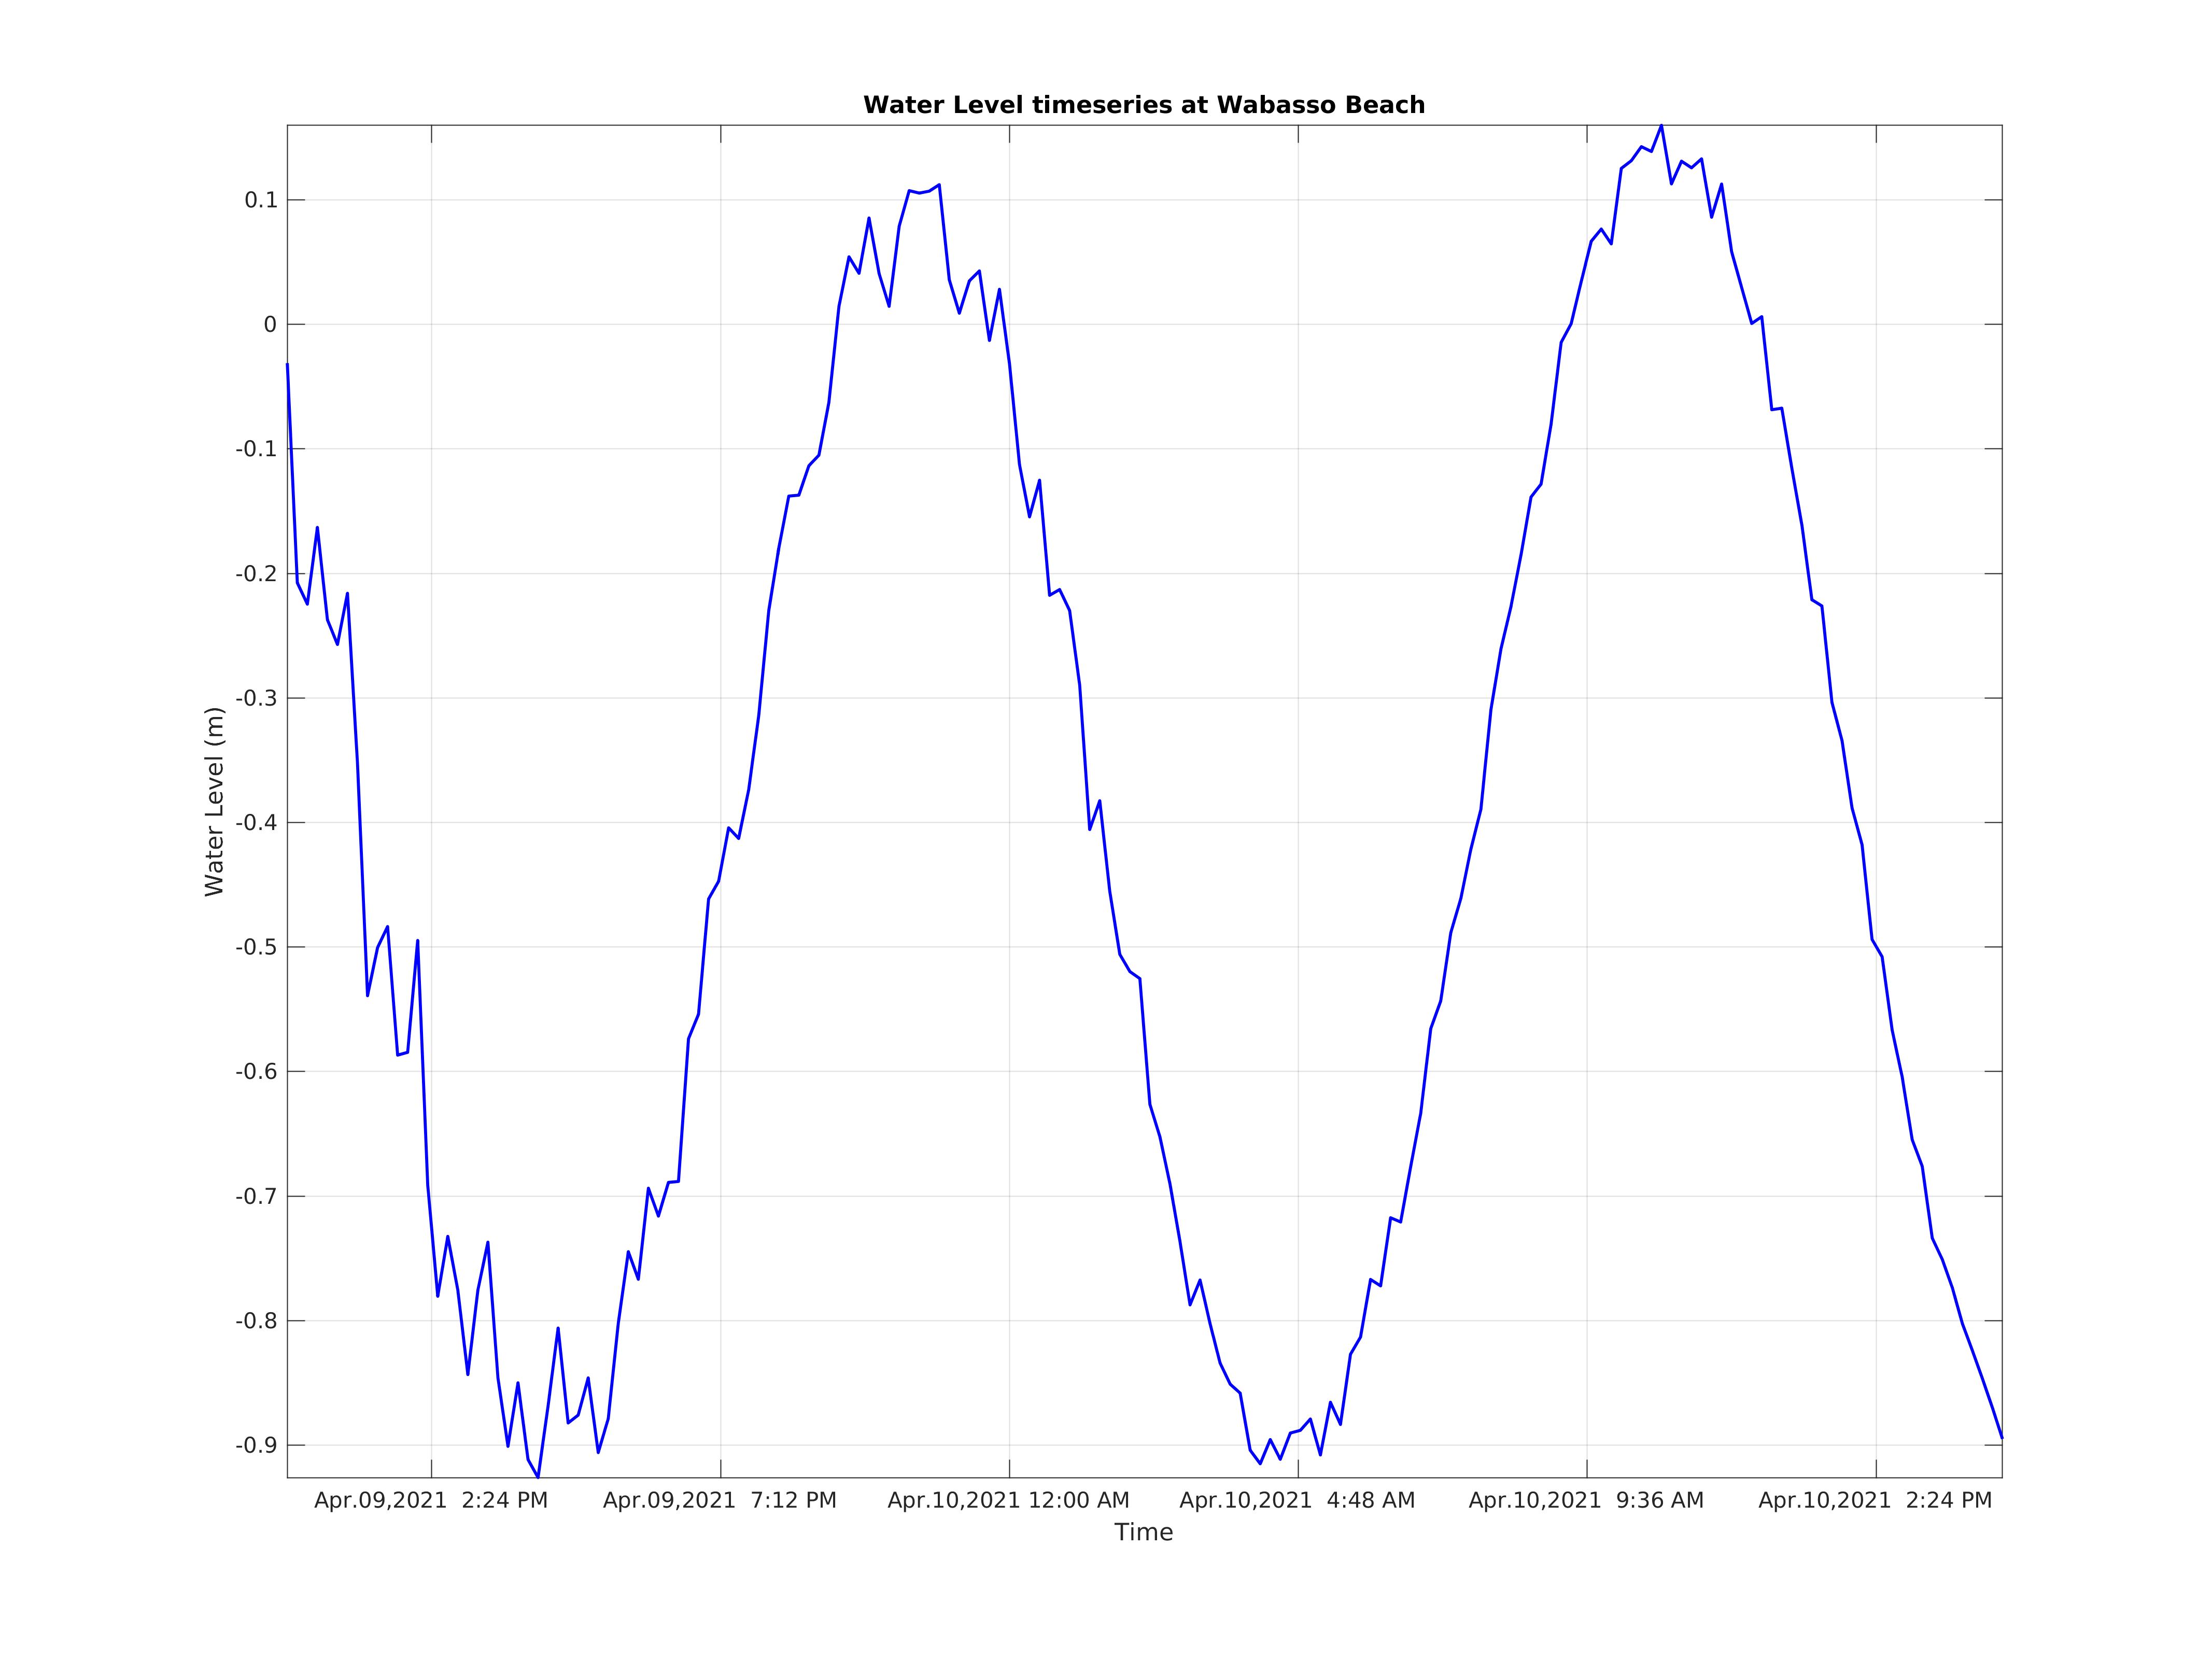 Water Level timeseries at Wabasso Beach
0.1
0
-0.1
-0.2
-0.3
-0.4
-0.5
-0.6
-0.7
-0.8
-0.9
Water Level (m)
Apr.09,2021  2:24 PM
Apr.09,2021  7:12 PM
Apr.10,2021 12:00 AM
Apr.10,2021  4:48 AM
Apr.10,2021  9:36 AM
Apr.10,2021  2:24 PM
Time